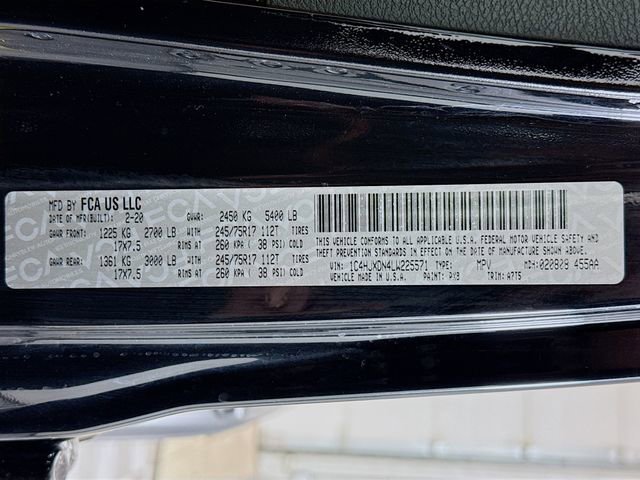 MFD BY FCA US LLC
DATE OF MFR(BUILT): 2-20 GVWR: 2450 KG 5400 LB
GAWR FRONT: 1225 KG 2700 LB WITH 245/75R17 112T TIRES
17X7.5 RIMS AT 260 KPA ( 38 PSI) COLD
GAWR REAR: 1361 KG 3000 LB WITH 245/75R17 112T TIRES
17X7.5 RIMS AT 260 KPA ( 38 PSI) COLD
THIS VEHICLE CONFORMS TO ALL APPLICABLE U.S.A. FEDERAL MOTOR VEHICLE SAFETY,
BUMPER AND THEFT PREVENTION STANDARDS IN EFFECT ON THE DATE OF MANUFACTURE SHOWN ABOVE.
VIN: 1C4HJXDN4LW225571 TYPE: MPV MDH: 020808 455AA
VEHICLE MADE IN U.S.A. PAINT: PX8 TRIM: A7T5